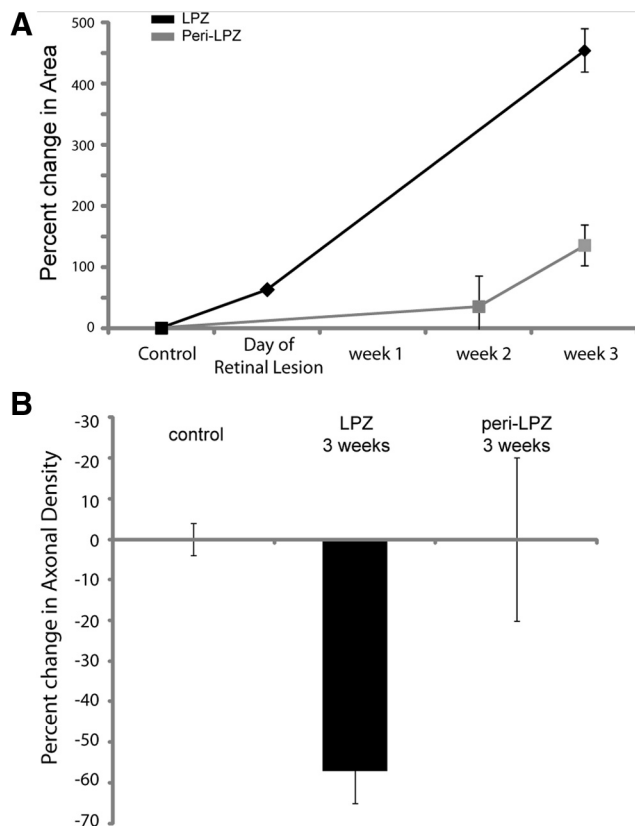 A
500
400
300
200
100
0
Percent change in Area
LPZ
Peri-LPZ
Control
Day of
Retinal Lesion
week 1
week 2
week 3
B
-30
-20
10
0
-10
-20
-30
-40
-50
-60
-70
Percent change in Axonal Density
control
LPZ
3 weeks
peri-LPZ
3 weeks